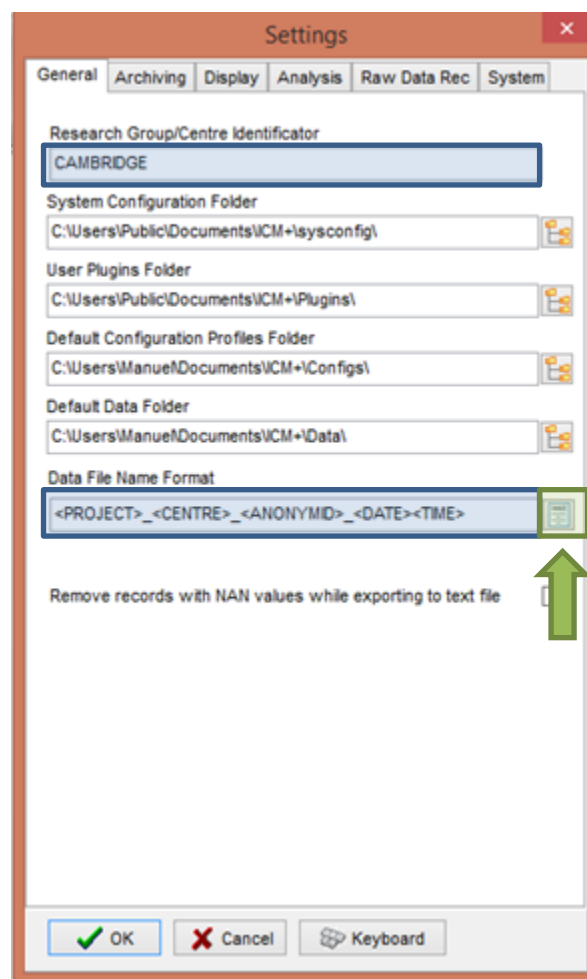 Settings
General Archiving Display Analysis Raw Data Rec System
Research Group/Centre Identificator
CAMBRIDGE
System Configuration Folder
C:\Users\Public\Documents\ICM+\sysconfig\
User Plugins Folder
C:\Users\Public\Documents\ICM+\Plugins\
Default Configuration Profiles Folder
C:\Users\Manuel\Documents\ICM+\Configs\
Default Data Folder
C:\Users\Manuel\Documents\ICM+\Data\
Data File Name Format
<PROJECT>_<CENTRE>_<ANONYMID>_<DATE><TIME>
Remove records with NAN values while exporting to text file
OK Cancel Keyboard